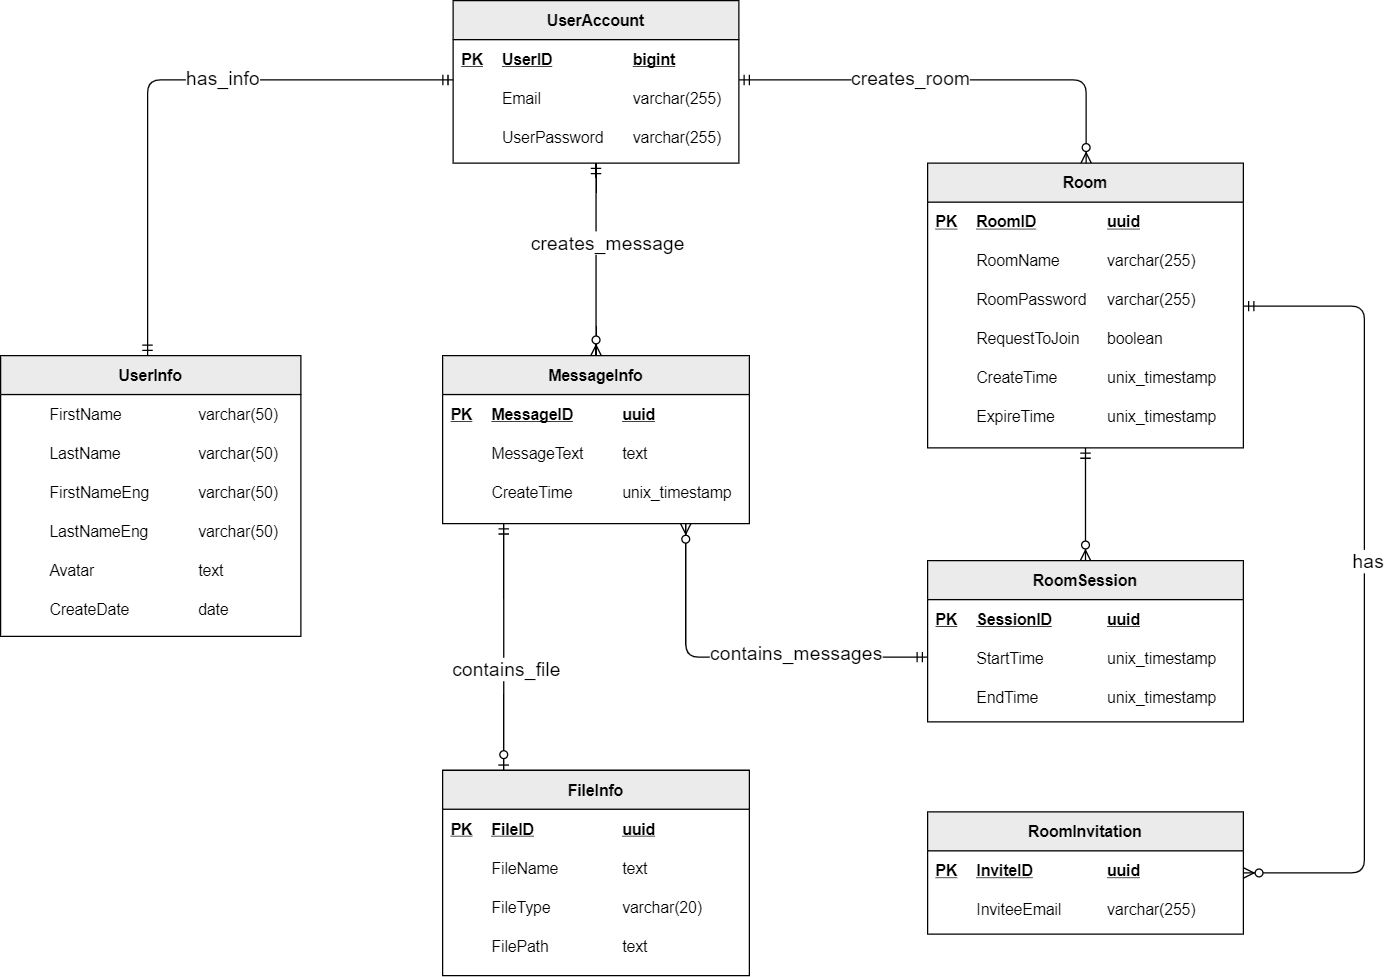 UserAccount
PK UserID bigint
Email varchar(255)
UserPassword varchar(255)
has_info
creates_room
creates_message
Room
PK RoomID uuid
RoomName varchar(255)
RoomPassword varchar(255)
RequestToJoin boolean
CreateTime unix_timestamp
ExpireTime unix_timestamp
UserInfo
FirstName varchar(50)
LastName varchar(50)
FirstNameEng varchar(50)
LastNameEng varchar(50)
Avatar text
CreateDate date
MessageInfo
PK MessageID uuid
MessageText text
CreateTime unix_timestamp
has
RoomSession
PK SessionID uuid
StartTime unix_timestamp
EndTime unix_timestamp
contains_messages
contains_file
FileInfo
PK FileID uuid
FileName text
FileType varchar(20)
FilePath text
RoomInvitation
PK InviteID uuid
InviteeEmail varchar(255)